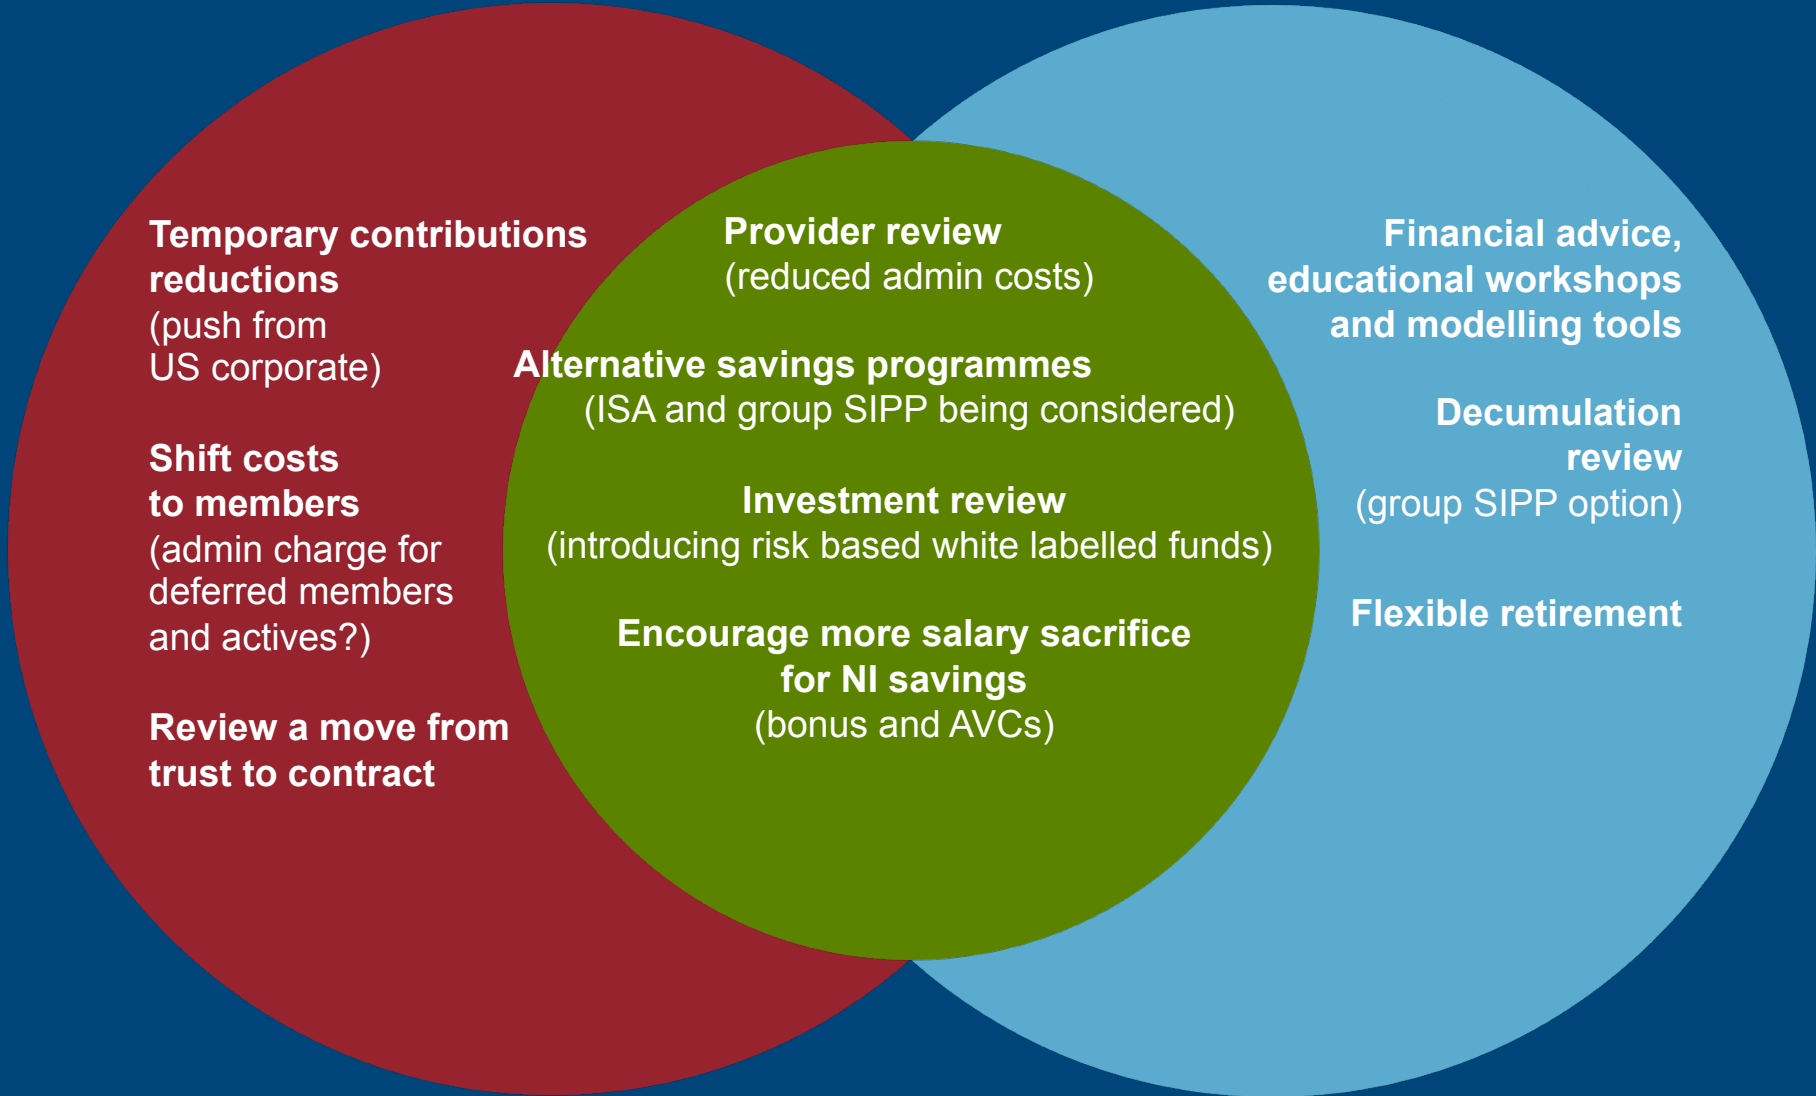 Temporary contributions
reductions
(push from
US corporate)
Shift costs
to members
(admin charge for
deferred members
and actives?)
Review a move from
trust to contract
Provider review
(reduced admin costs)
Alternative savings programmes
(ISA and group SIPP being considered)
Investment review
(introducing risk based white labelled funds)
Encourage more salary sacrifice
for NI savings
(bonus and AVCs)
Financial advice,
educational workshops
and modelling tools
Decumulation
review
(group SIPP option)
Flexible retirement